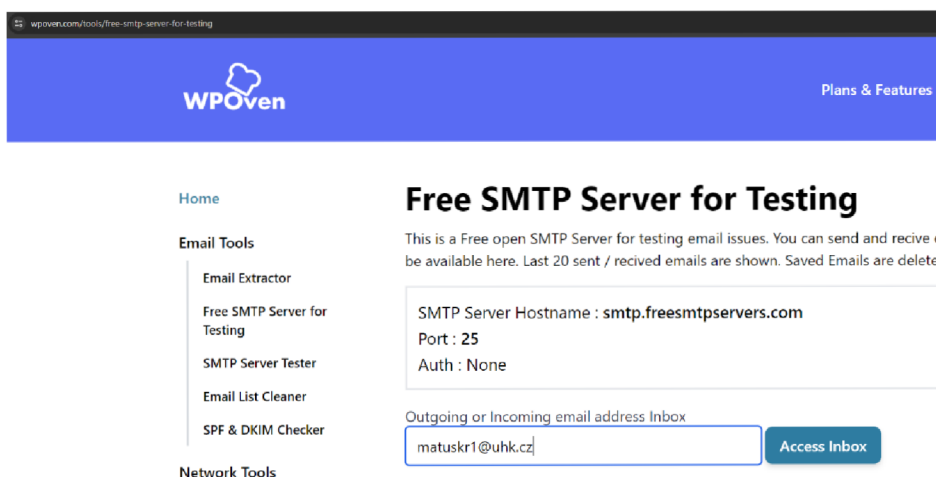 wpoven.com/tools/free-smtp-server-for-testing
WPOven
Plans & Features
Home
Email Tools
Email Extractor
Free SMTP Server for
Testing
SMTP Server Tester
Email List Cleaner
SPF & DKIM Checker
Network Tools
Free SMTP Server for Testing
This is a Free open SMTP Server for testing email issues. You can send and recive
be available here. Last 20 sent / recived emails are shown. Saved Emails are delete
SMTP Server Hostname : smtp.freesmtpservers.com
Port : 25
Auth : None
Outgoing or Incoming email address Inbox
matuskr1@uhk.cz
Access Inbox